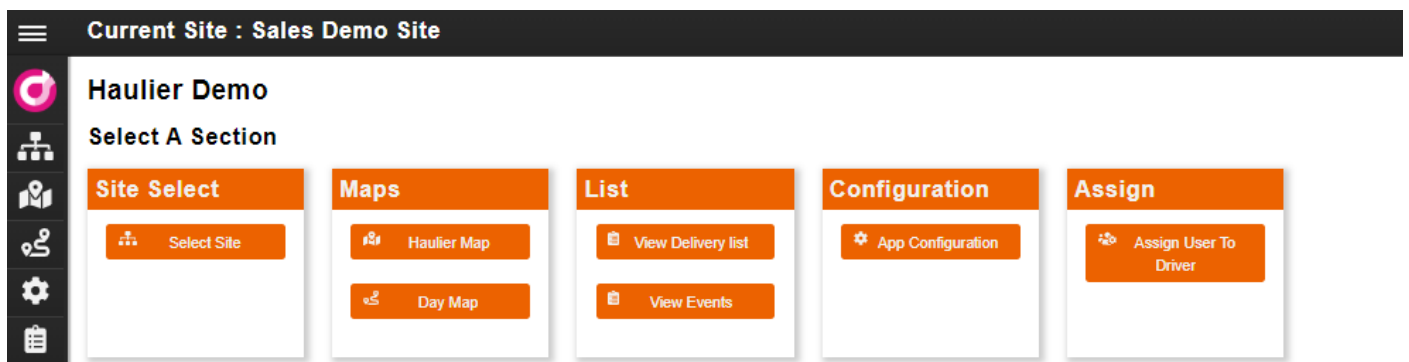 Current Site : Sales Demo Site
Haulier Demo
Select A Section
Site Select
Select Site
Maps
Haulier Map
Day Map
List
View Delivery list
View Events
Configuration
App Configuration
Assign
Assign User To
Driver